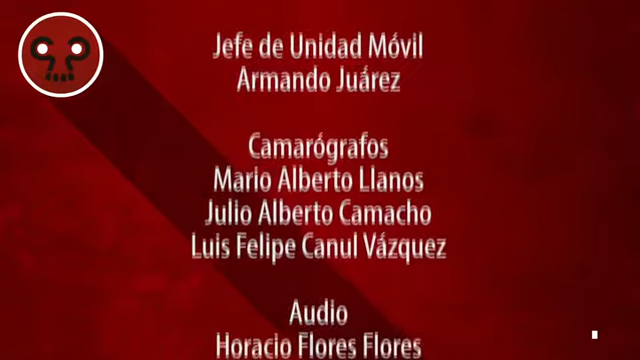 Jefe de Unidad Móvil
Armando Juárez
Camarógrafos
Mario Alberto Llanos
Julio Alberto Camacho
Luis Felipe Canul Vázquez
Audio
Horacio Flores Flores